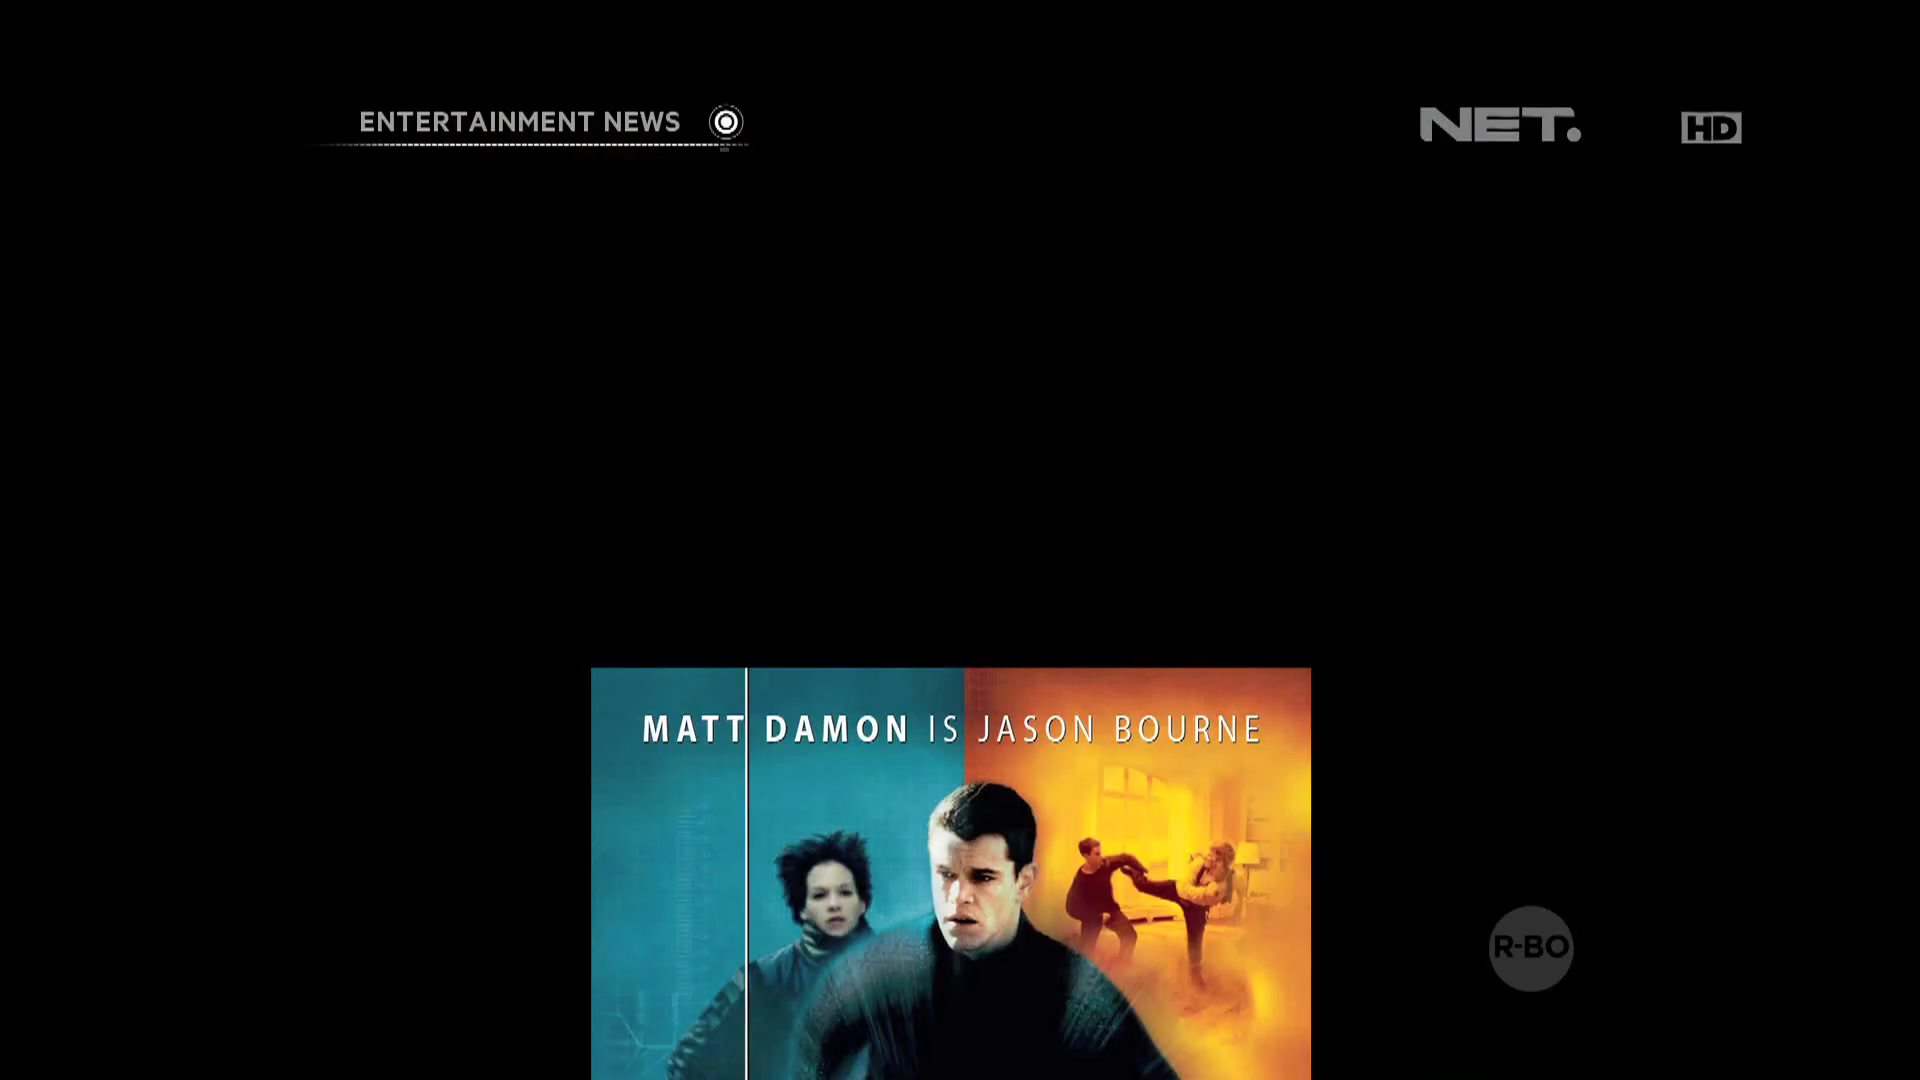 ENTERTAINMENT NEWS
NET.
HD
MATT DAMON IS JASON BOURNE
R-BO